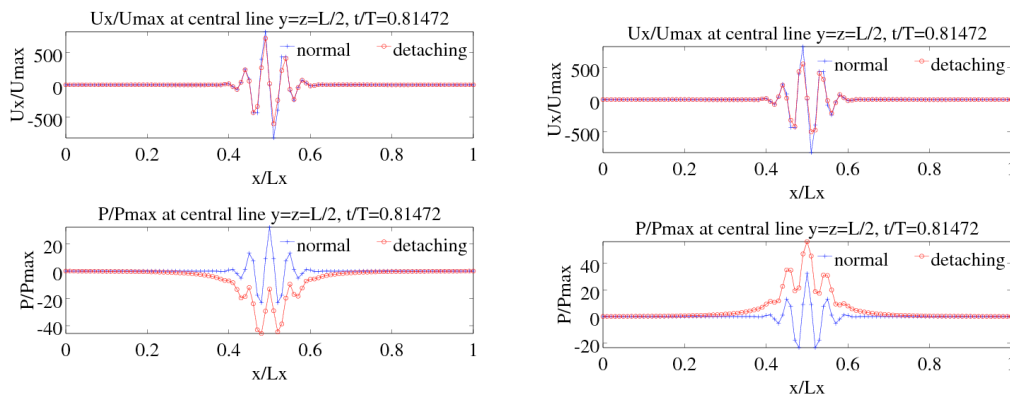 Ux/Umax at central line y=z=L/2, t/T=0.81472
Ux/Umax
500
0
-500
normal
detaching
0 0.2 0.4 0.6 0.8 1
x/Lx
P/Pmax at central line y=z=L/2, t/T=0.81472
P/Pmax
20
0
-20
-40
normal
detaching
0 0.2 0.4 0.6 0.8 1
x/Lx
Ux/Umax at central line y=z=L/2, t/T=0.81472
Ux/Umax
500
0
-500
normal
detaching
0 0.2 0.4 0.6 0.8 1
x/Lx
P/Pmax at central line y=z=L/2, t/T=0.81472
P/Pmax
40
20
0
-20
normal
detaching
0 0.2 0.4 0.6 0.8 1
x/Lx